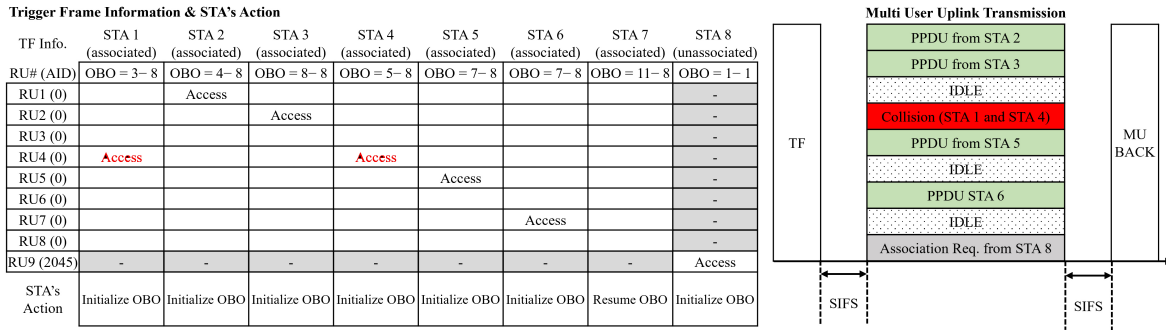 Trigger Frame Information & STA's Action
TF Info.
STA 1 (associated)
STA 2 (associated)
STA 3 (associated)
STA 4 (associated)
STA 5 (associated)
STA 6 (associated)
STA 7 (associated)
STA 8 (unassociated)
RU# (AID) OBO = 3− 8 OBO = 4−8 OBO = 8−8 OBO = 5−8 OBO = 7−8 OBO = 7−8 OBO = 11−8 OBO = 1−1
RU1 (0) Access -
RU2 (0) Access -
RU3 (0) -
RU4 (0) Access Access -
RU5 (0) Access -
RU6 (0) -
RU7 (0) Access -
RU8 (0) -
RU9 (2045) - - - - - - - Access
STA's
Action
Initialize OBO Initialize OBO Initialize OBO Initialize OBO Initialize OBO Initialize OBO Resume OBO Initialize OBO
Multi User Uplink Transmission
TF
SIFS
PPDU from STA 2
PPDU from STA 3
IDLE
Collision (STA 1 and STA 4)
PPDU from STA 5
IDLE
PPDU STA 6
IDLE
Association Req. from STA 8
SIFS
MU
BACK